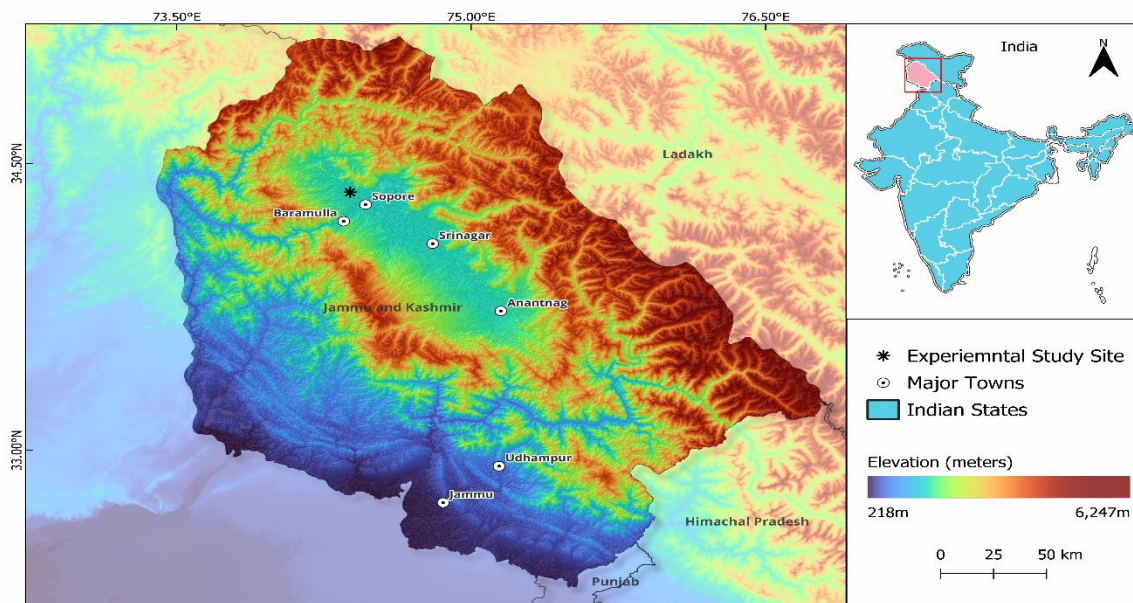 73.50°E
75.00°E
76.50°E
34.50°N
33.00°N
Ladakh
Sopore
Baramulla
Srinagar
Jammu and Kashmir
Anantnag
Udhampur
Jammu
Himachal Pradesh
Punjab
India
N
Experiemntal Study Site
Major Towns
Indian States
Elevation (meters)
218m
6,247m
0 25 50 km